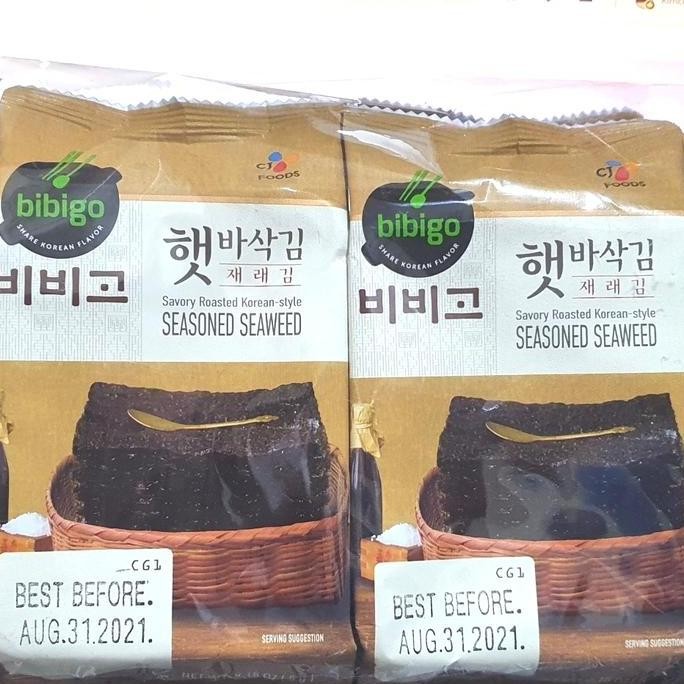 CJ
FOODS
bibigo
SHARE KOREAN FLAVOR
비비고
햇바삭김
재래김
Savory Roasted Korean-style
SEASONED SEAWEED
CG1
BEST BEFORE.
AUG.31.2021.
SERVING SUGGESTION
CJ
FOODS
bibigo
SHARE KOREAN FLAVOR
비비고
햇바삭김
재래김
Savory Roasted Korean-style
SEASONED SEAWEED
CG1
BEST BEFORE.
AUG.31.2021.
SERVING SUGGESTION